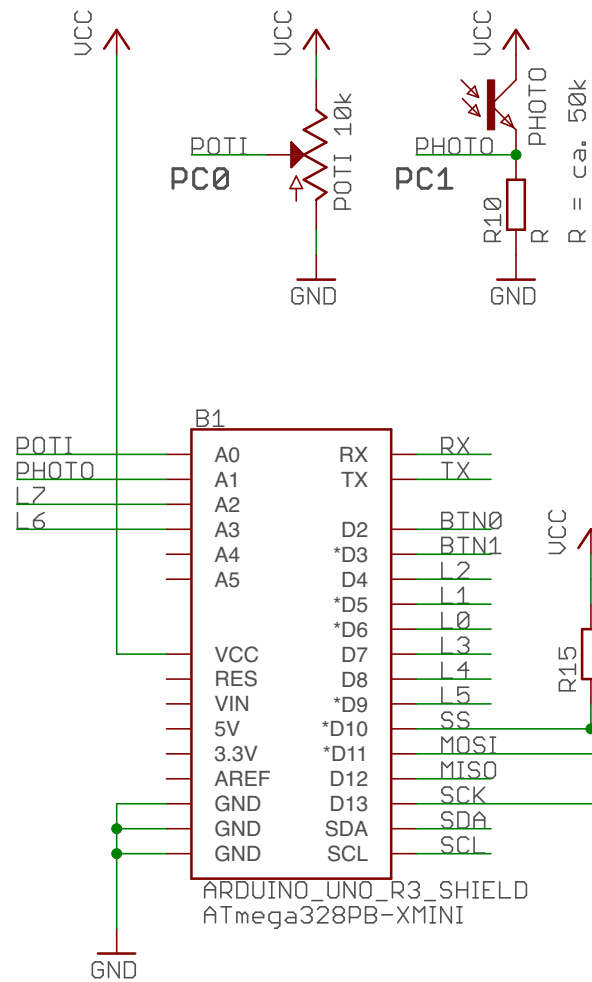 VCC
VCC
VCC
POTI
PC0
POTI 10k
PHOTO
PC1
PHOTO
R10
R
R = ca. 50k
GND
GND
B1
POTI A0 RX RX
PHOTO A1 TX TX
L7 A2
L6 A3 D2 BTN0
A4 *D3 BTN1
A5 D4 L2
*D5 L1
*D6 L0
VCC D7 L3
RES D8 L4
VIN *D9 L5
5V *D10 SS
3.3V *D11 MOSI
AREF D12 MISO
GND D13 SCK
GND SDA SDA
GND SCL SCL
VCC
R15
ARDUINO_UNO_R3_SHIELD
ATmega328PB-XMINI
GND